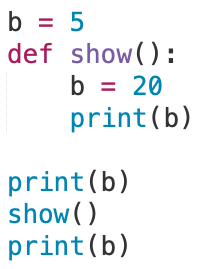 b = 5
def show():
    b = 20
    print(b)

print(b)
show()
print(b)